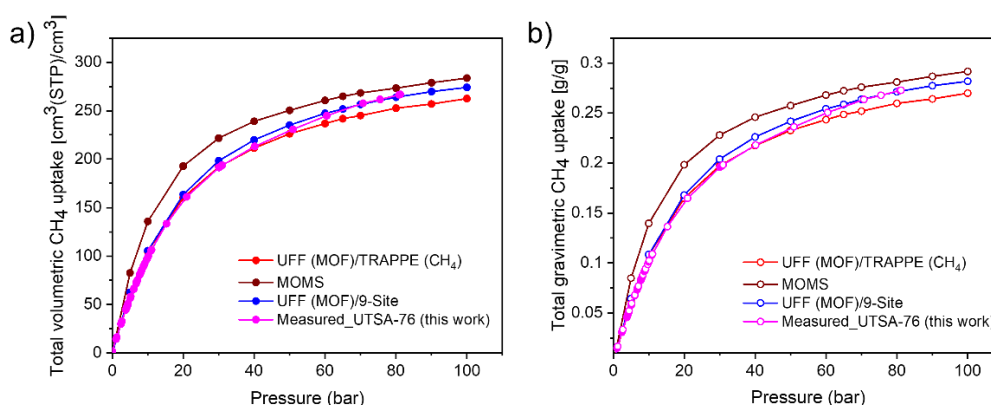 a)
Total volumetric CH₄ uptake [cm³(STP)/cm³]
300
250
200
150
100
50
0
0 20 40 60 80 100
Pressure (bar)
UFF (MOF)/TRAPPE (CH₄)
MOMS
UFF (MOF)/9-Site
Measured_UTSA-76 (this work)
b)
Total gravimetric CH₄ uptake [g/g]
0.3
0.25
0.2
0.15
0.1
0.05
0 20 40 60 80 100
Pressure (bar)
UFF (MOF)/TRAPPE (CH₄)
MOMS
UFF (MOF)/9-Site
Measured_UTSA-76 (this work)